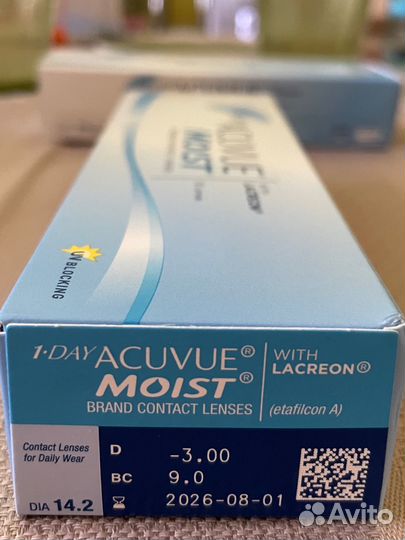 ACUVUE
MOIST
LACREON
UV BLOCKING
1·DAY ACUVUE® MOIST®
WITH LACREON®
BRAND CONTACT LENSES
(etafilcon A)
Contact Lenses
for Daily Wear
D -3.00
BC 9.0
2026-08-01
DIA 14.2
Avito